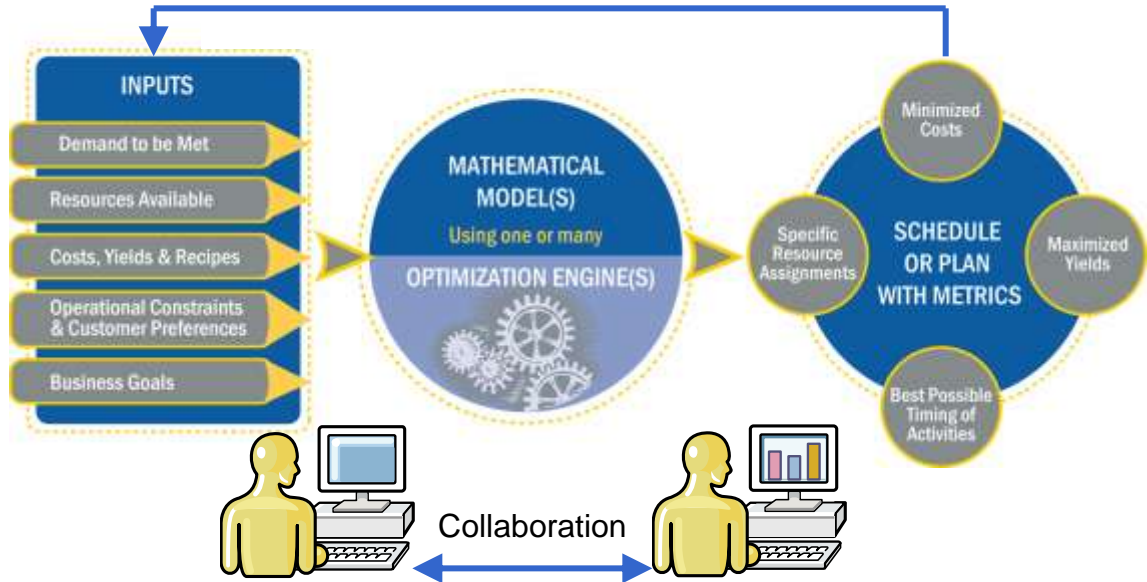 INPUTS
Demand to be Met
Resources Available
Costs, Yields & Recipes
Operational Constraints
& Customer Preferences
Business Goals
MATHEMATICAL
MODEL(S)
Using one or many
OPTIMIZATION ENGINE(S)
Minimized
Costs
Specific
Resource
Assignments
SCHEDULE
OR PLAN
WITH METRICS
Maximized
Yields
Best Possible
Timing of
Activities
Collaboration